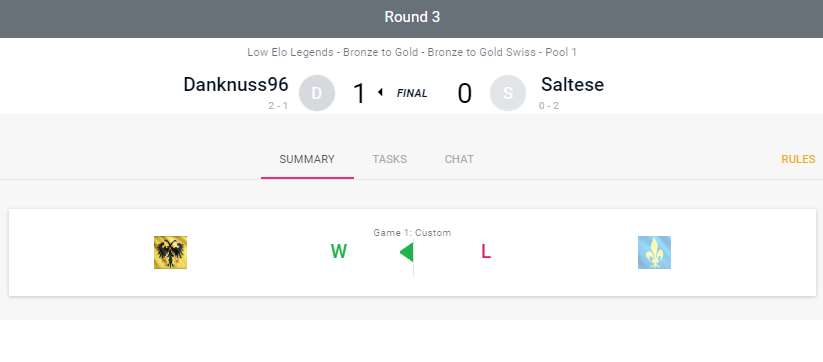 Round 3
Low Elo Legends - Bronze to Gold - Bronze to Gold Swiss - Pool 1
Danknuss96 D 1 FINAL 0 S Saltese
2 - 1 0 - 2
SUMMARY TASKS CHAT RULES
Game 1: Custom
W L